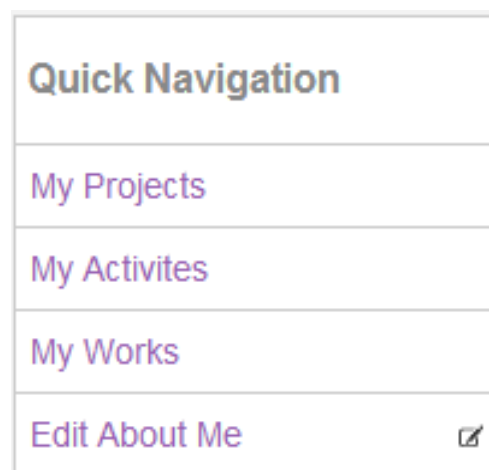 Quick Navigation
My Projects
My Activites
My Works
Edit About Me